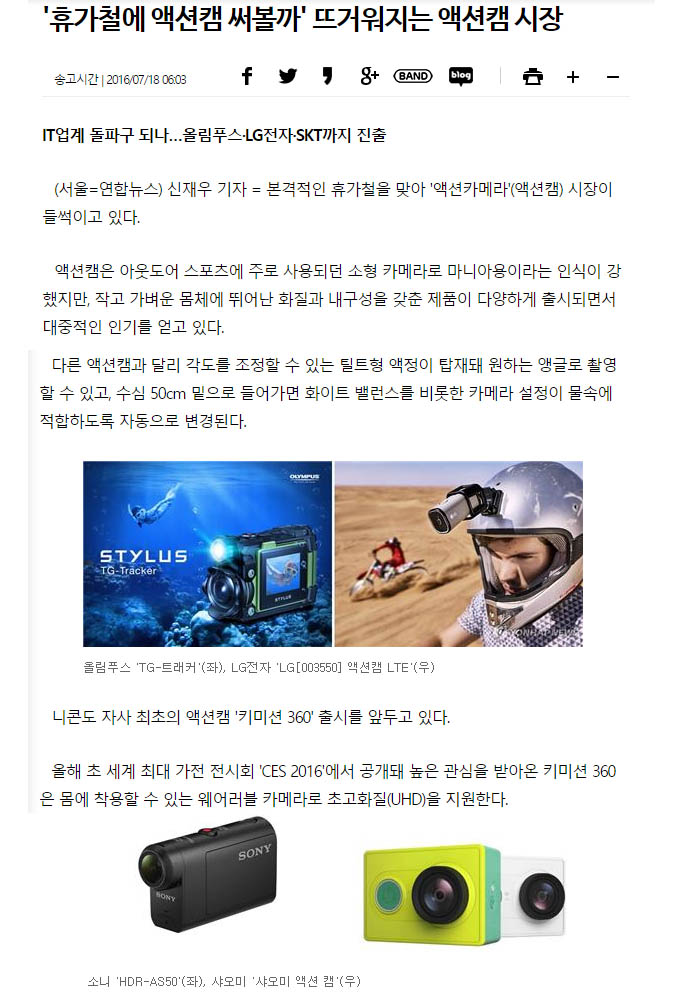 '휴가철에 액션캠 써볼까' 뜨거워지는 액션캠 시장
송고시간 | 2016/07/18 06:03
BAND
blog
IT업계 돌파구 되나...올림푸스·LG전자·SKT까지 진출
(서울=연합뉴스) 신재우 기자 = 본격적인 휴가철을 맞아 '액션카메라'(액션캠) 시장이
들썩이고 있다.
액션캠은 아웃도어 스포츠에 주로 사용되던 소형 카메라로 마니아용이라는 인식이 강
했지만, 작고 가벼운 몸체에 뛰어난 화질과 내구성을 갖춘 제품이 다양하게 출시되면서
대중적인 인기를 얻고 있다.
다른 액션캠과 달리 각도를 조정할 수 있는 틸트형 액정이 탑재돼 원하는 앵글로 촬영
할 수 있고, 수심 50cm 밑으로 들어가면 화이트 밸런스를 비롯한 카메라 설정이 물속에
적합하도록 자동으로 변경된다.
OLYMPUS
STYLUS
TG-Tracker
STYLUS
LG
YONHAP NEWS
올림푸스 'TG-트래커'(좌), LG전자 'LG[003550] 액션캠 LTE'(우)
니콘도 자사 최초의 액션캠 '키미션 360' 출시를 앞두고 있다.
올해 초 세계 최대 가전 전시회 'CES 2016'에서 공개돼 높은 관심을 받아온 키미션 360
은 몸에 착용할 수 있는 웨어러블 카메라로 초고화질(UHD)을 지원한다.
SONY
SONY
소니 'HDR-AS50'(좌), 샤오미 '샤오미 액션 캠'(우)